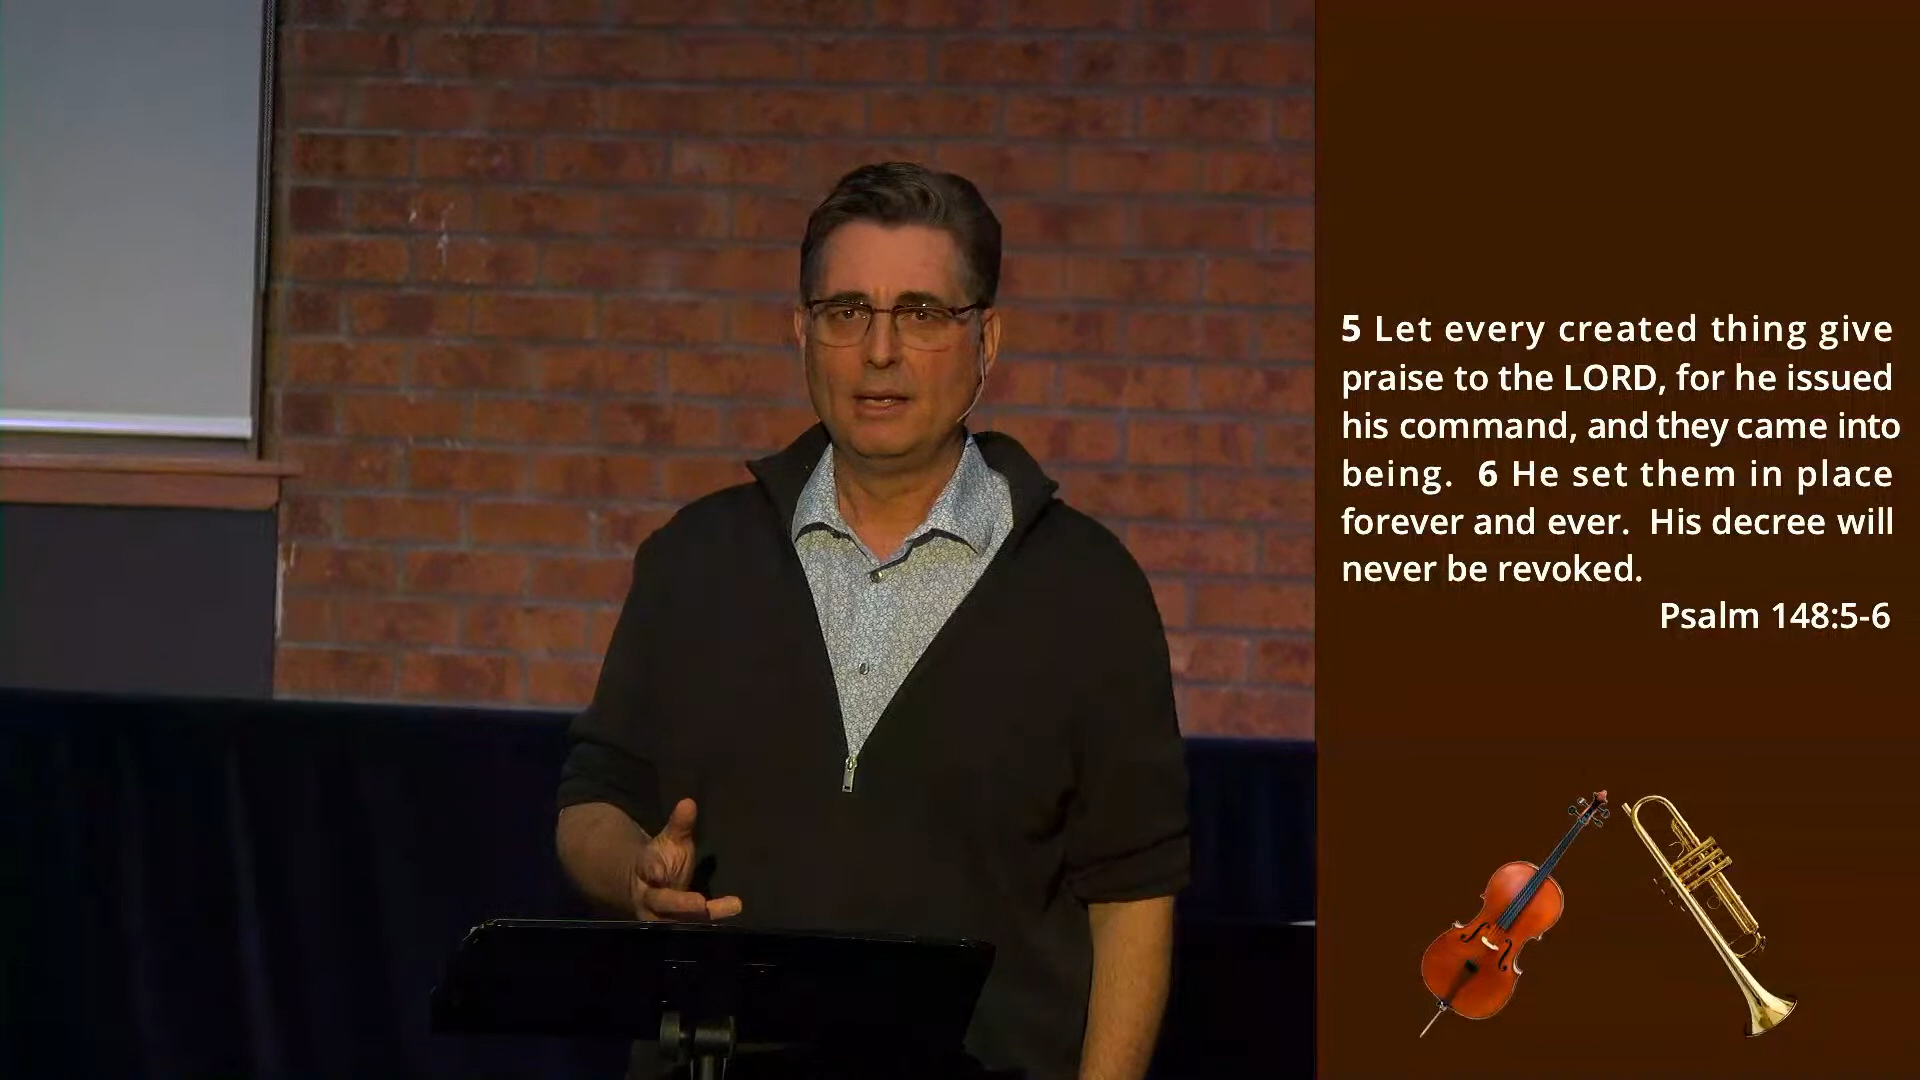 5 Let every created thing give
praise to the LORD, for he issued
his command, and they came into
being. 6 He set them in place
forever and ever. His decree will
never be revoked.
Psalm 148:5-6